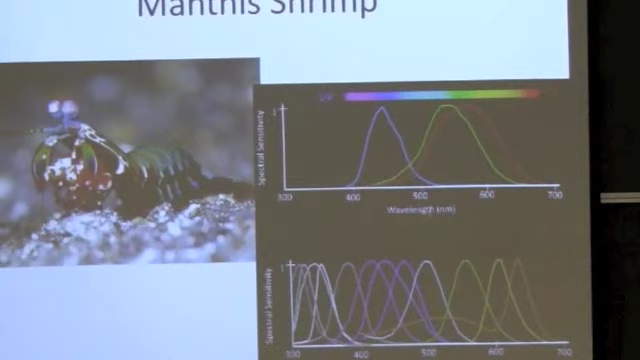 Mantis Shrimp
UV
Spectral Sensitivity
1
300 400 500 600 700
Wavelength (nm)
Spectral Sensitivity
1
300 400 500 600 700